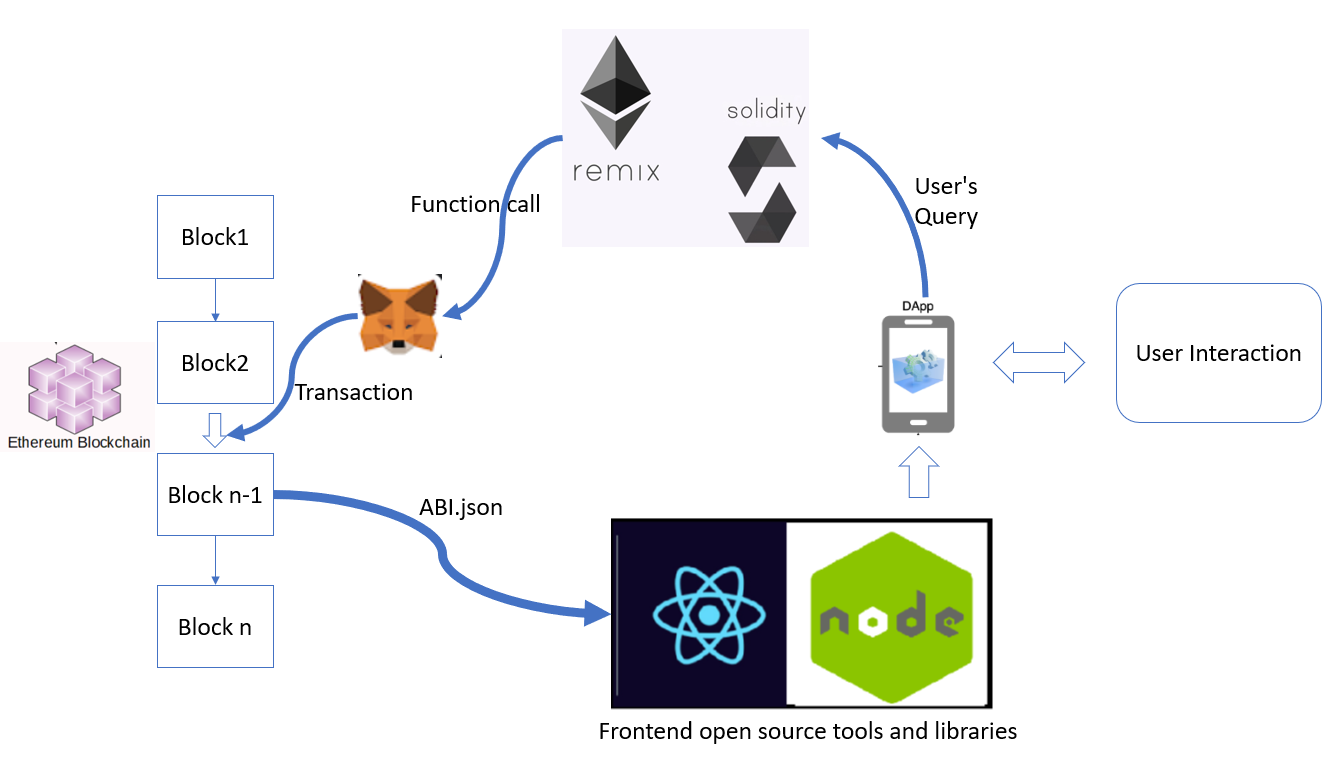 solidity
remix
User's
Query
Function call
Block1
DApp
User Interaction
Block2
Transaction
Ethereum Blockchain
Block n-1
ABI.json
node
Block n
Frontend open source tools and libraries